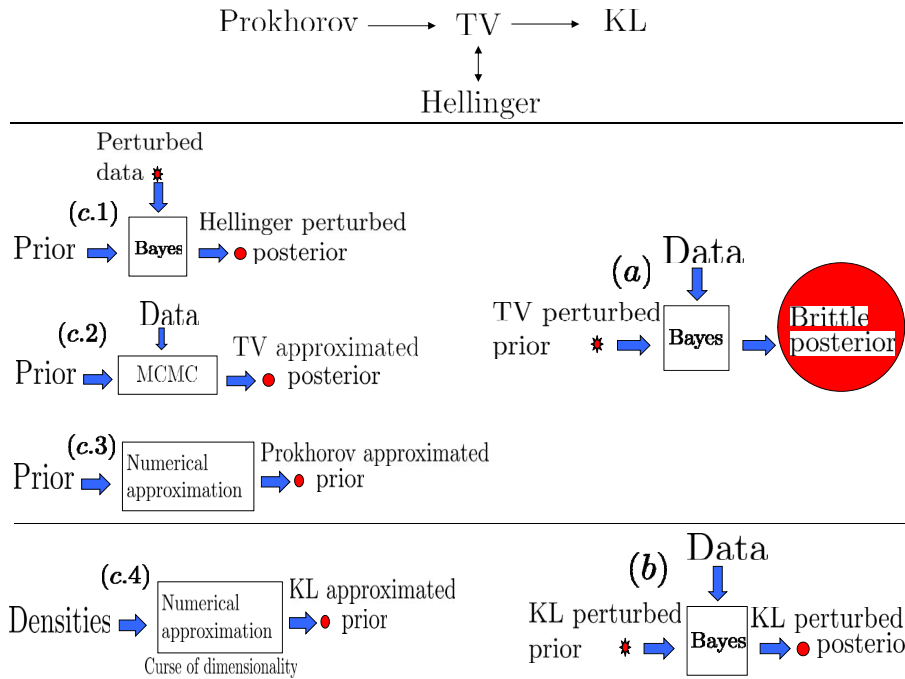 Prokhorov TV KL
Hellinger
Perturbed
data
(c.1)
Prior
Bayes
Hellinger perturbed
posterior
(c.2)
Data
Prior
MCMC
TV approximated
posterior
(c.3)
Prior
Numerical
approximation
Prokhorov approximated
prior
(a)
Data
TV perturbed
prior
Bayes
Brittle
posterior
(c.4)
Densities
Numerical
approximation
Curse of dimensionality
KL approximated
prior
(b)
Data
KL perturbed
prior
Bayes
KL perturbed
posterio